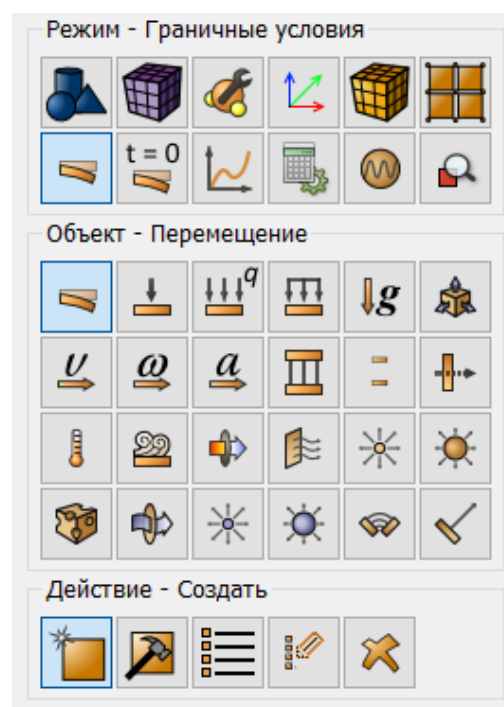 Режим - Граничные условия
t = 0
Объект - Перемещение
q
g
υ ω a
Действие - Создать